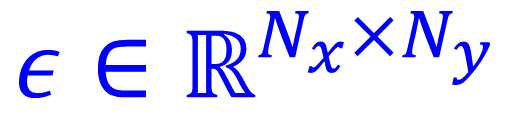 𝜖 ∈ ℝ^{N_x×N_y}